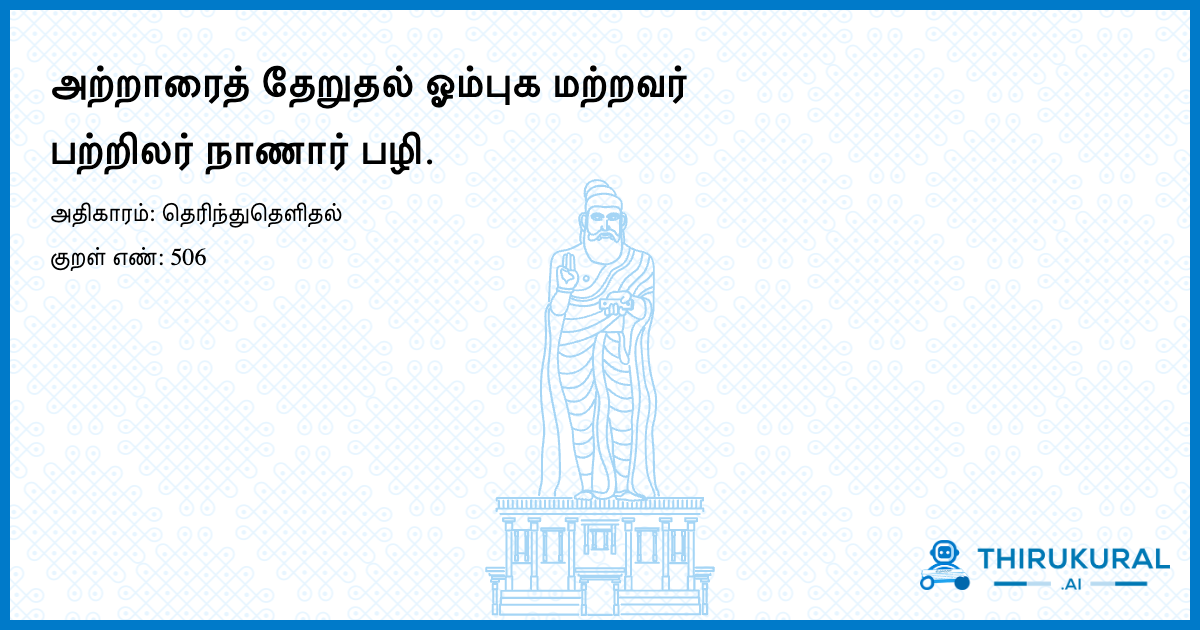 அற்றாரைத் தேறுதல் ஓம்புக மற்றவர்
பற்றிலர் நாணார் பழி.
அதிகாரம்: தெரிந்துதெளிதல்
குறள் எண்: 506
THIRUKURAL
.AI